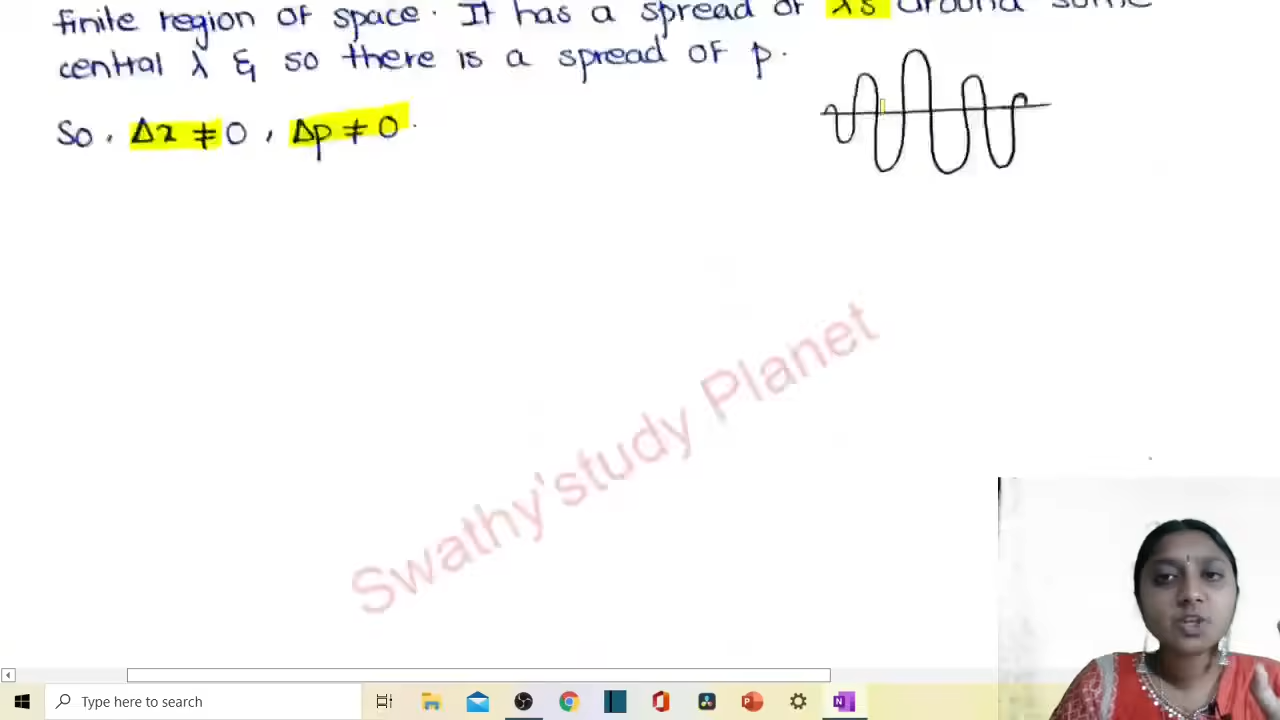 finite region of space. It has a spread of λs around some
central λ & so there is a spread of p.
So, Δx ≠ 0, Δp ≠ 0.
Swathy'study Planet
Type here to search